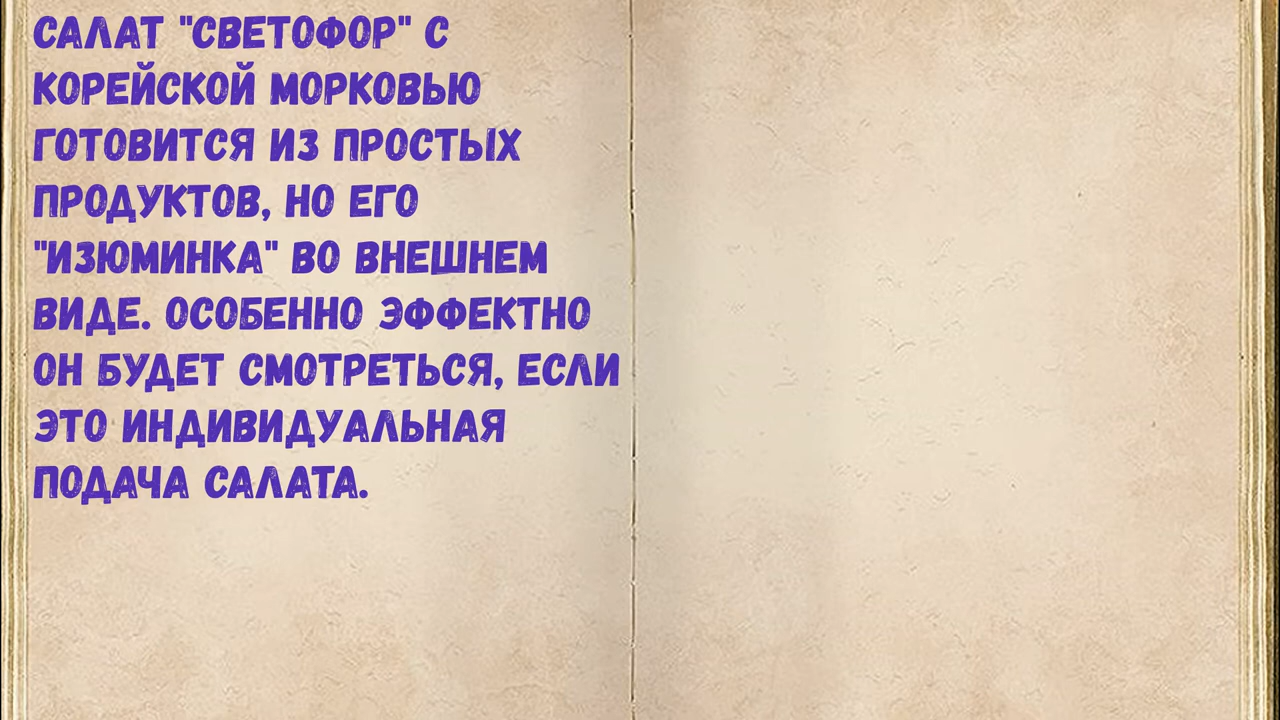 САЛАТ "СВЕТОФОР" С
КОРЕЙСКОЙ МОРКОВЬЮ
ГОТОВИТСЯ ИЗ ПРОСТЫХ
ПРОДУКТОВ, НО ЕГО
"ИЗЮМИНКА" ВО ВНЕШНЕМ
ВИДЕ. ОСОБЕННО ЭФФЕКТНО
ОН БУДЕТ СМОТРЕТЬСЯ, ЕСЛИ
ЭТО ИНДИВИДУАЛЬНАЯ
ПОДАЧА САЛАТА.